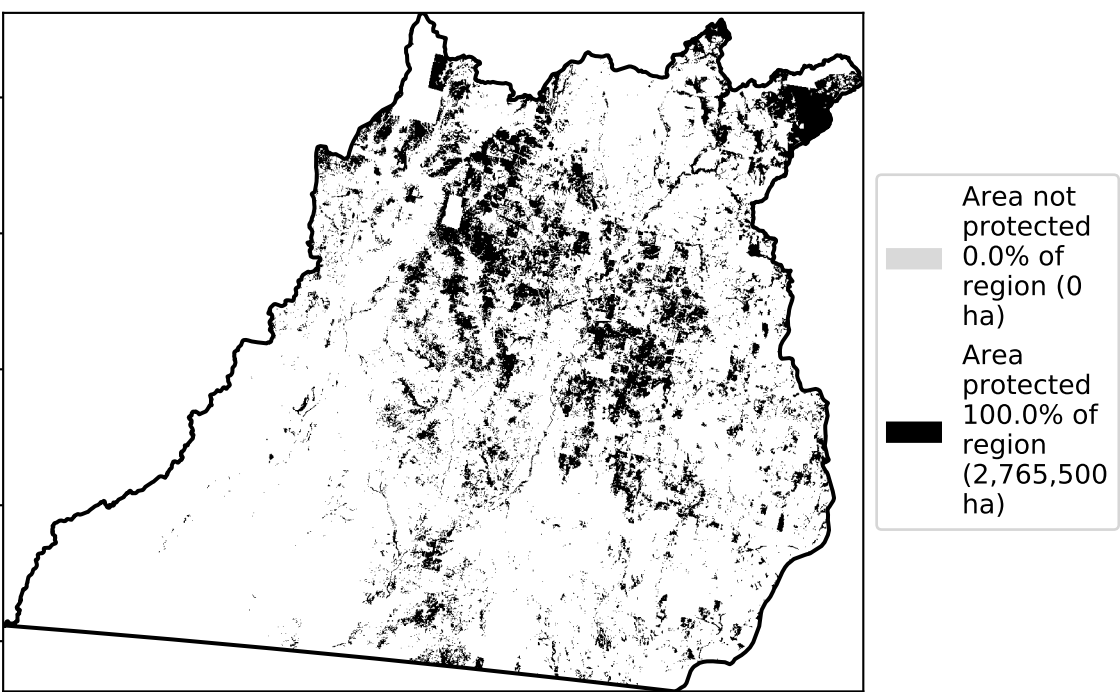 Area not
protected
0.0% of
region (0
ha)
Area
protected
100.0% of
region
(2,765,500
ha)